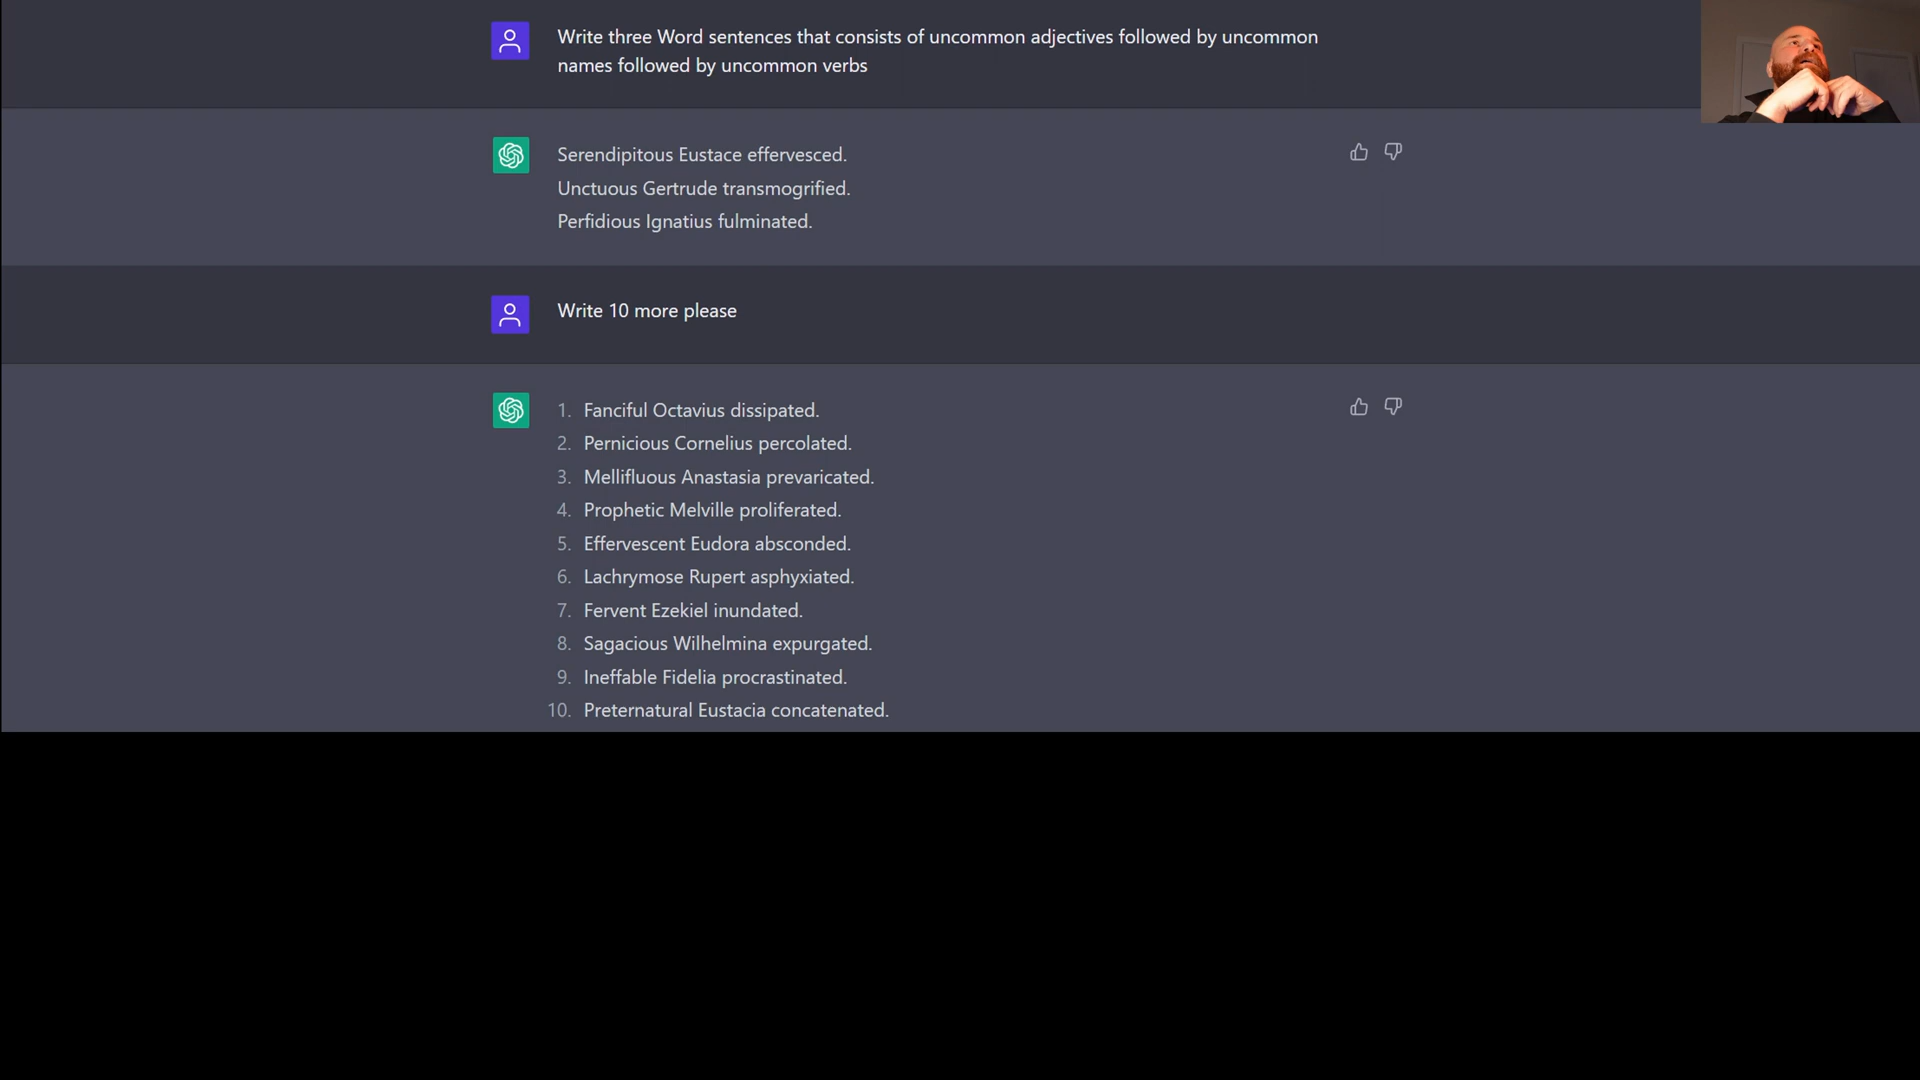 Write three Word sentences that consists of uncommon adjectives followed by uncommon
names followed by uncommon verbs
Serendipitous Eustace effervesced.
Unctuous Gertrude transmogrified.
Perfidious Ignatius fulminated.
Write 10 more please
1. Fanciful Octavius dissipated.
2. Pernicious Cornelius percolated.
3. Mellifluous Anastasia prevaricated.
4. Prophetic Melville proliferated.
5. Effervescent Eudora absconded.
6. Lachrymose Rupert asphyxiated.
7. Fervent Ezekiel inundated.
8. Sagacious Wilhelmina expurgated.
9. Ineffable Fidelia procrastinated.
10. Preternatural Eustacia concatenated.